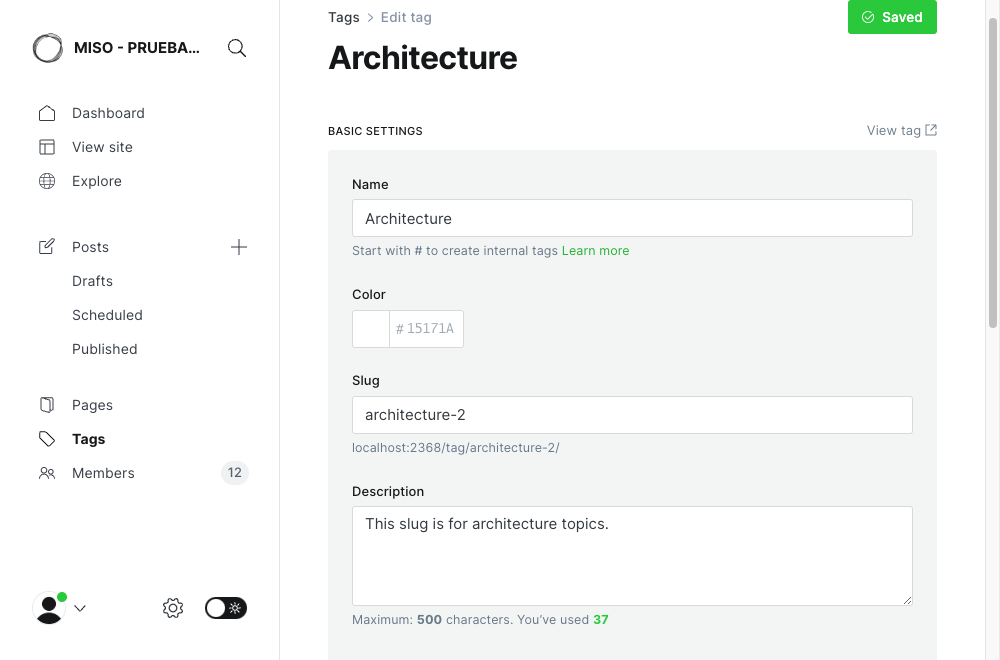 MISO - PRUEBA...
Dashboard
View site
Explore
Posts
Drafts
Scheduled
Published
Pages
Tags
Members 12
Tags > Edit tag
Saved
Architecture
BASIC SETTINGS
View tag
Name
Architecture
Start with # to create internal tags Learn more
Color
# 15171A
Slug
architecture-2
localhost:2368/tag/architecture-2/
Description
This slug is for architecture topics.
Maximum: 500 characters. You've used 37